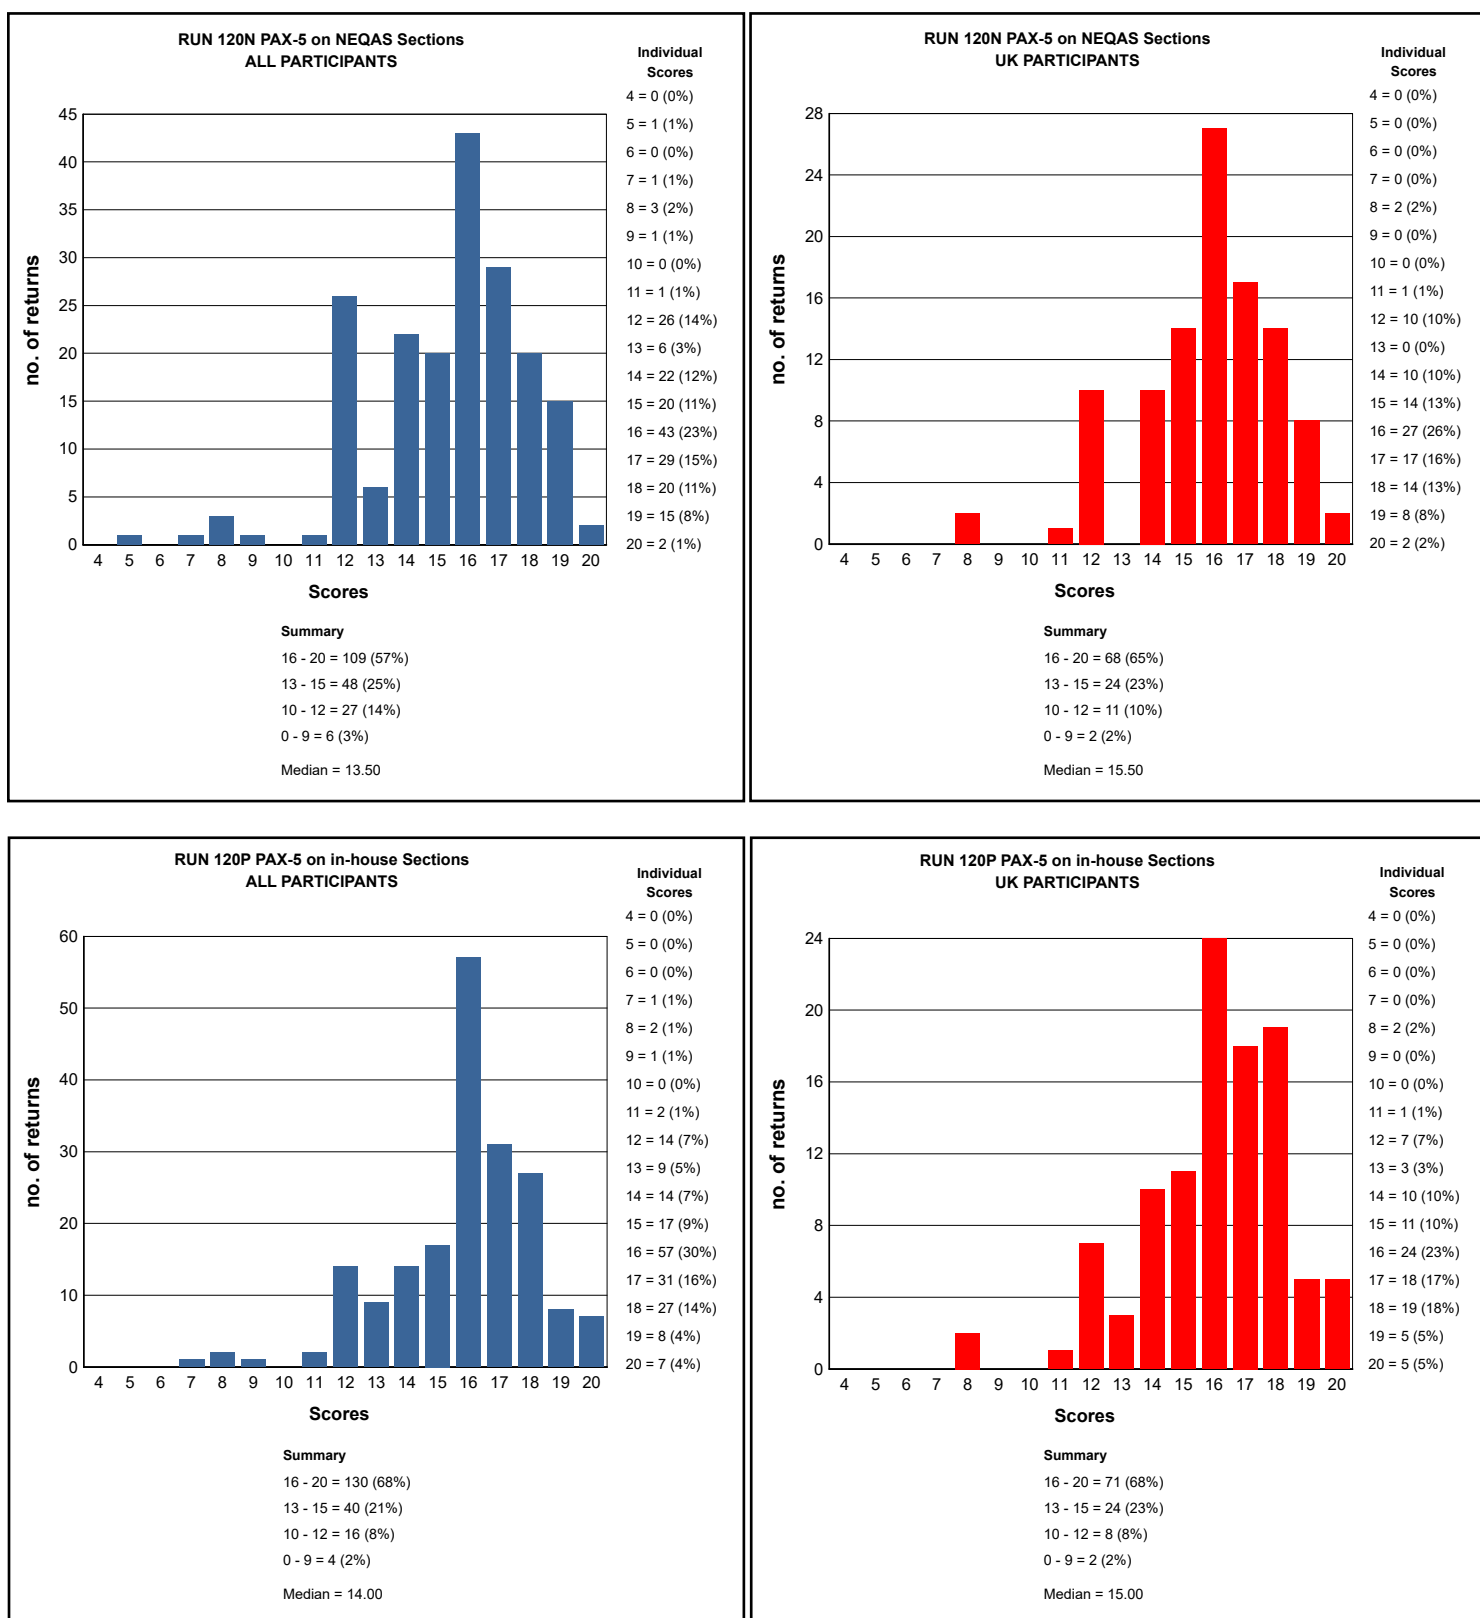 RUN 120N PAX-5 on NEQAS Sections
ALL PARTICIPANTS
Individual
Scores
4 = 0 (0%)
5 = 1 (1%)
6 = 0 (0%)
7 = 1 (1%)
8 = 3 (2%)
9 = 1 (1%)
10 = 0 (0%)
11 = 1 (1%)
12 = 26 (14%)
13 = 6 (3%)
14 = 22 (12%)
15 = 20 (11%)
16 = 43 (23%)
17 = 29 (15%)
18 = 20 (11%)
19 = 15 (8%)
20 = 2 (1%)
no. of returns
45
40
35
30
25
20
15
10
5
0
4 5 6 7 8 9 10 11 12 13 14 15 16 17 18 19 20
Scores
Summary
16 - 20 = 109 (57%)
13 - 15 = 48 (25%)
10 - 12 = 27 (14%)
0 - 9 = 6 (3%)
Median = 13.50
RUN 120N PAX-5 on NEQAS Sections
UK PARTICIPANTS
Individual
Scores
4 = 0 (0%)
5 = 0 (0%)
6 = 0 (0%)
7 = 0 (0%)
8 = 2 (2%)
9 = 0 (0%)
10 = 0 (0%)
11 = 1 (1%)
12 = 10 (10%)
13 = 0 (0%)
14 = 10 (10%)
15 = 14 (13%)
16 = 27 (26%)
17 = 17 (16%)
18 = 14 (13%)
19 = 8 (8%)
20 = 2 (2%)
no. of returns
28
24
20
16
12
8
4
0
4 5 6 7 8 9 10 11 12 13 14 15 16 17 18 19 20
Scores
Summary
16 - 20 = 68 (65%)
13 - 15 = 24 (23%)
10 - 12 = 11 (10%)
0 - 9 = 2 (2%)
Median = 15.50
RUN 120P PAX-5 on in-house Sections
ALL PARTICIPANTS
Individual
Scores
4 = 0 (0%)
5 = 0 (0%)
6 = 0 (0%)
7 = 1 (1%)
8 = 2 (1%)
9 = 1 (1%)
10 = 0 (0%)
11 = 2 (1%)
12 = 14 (7%)
13 = 9 (5%)
14 = 14 (7%)
15 = 17 (9%)
16 = 57 (30%)
17 = 31 (16%)
18 = 27 (14%)
19 = 8 (4%)
20 = 7 (4%)
no. of returns
60
50
40
30
20
10
0
4 5 6 7 8 9 10 11 12 13 14 15 16 17 18 19 20
Scores
Summary
16 - 20 = 130 (68%)
13 - 15 = 40 (21%)
10 - 12 = 16 (8%)
0 - 9 = 4 (2%)
Median = 14.00
RUN 120P PAX-5 on in-house Sections
UK PARTICIPANTS
Individual
Scores
4 = 0 (0%)
5 = 0 (0%)
6 = 0 (0%)
7 = 0 (0%)
8 = 2 (2%)
9 = 0 (0%)
10 = 0 (0%)
11 = 1 (1%)
12 = 7 (7%)
13 = 3 (3%)
14 = 10 (10%)
15 = 11 (10%)
16 = 24 (23%)
17 = 18 (17%)
18 = 19 (18%)
19 = 5 (5%)
20 = 5 (5%)
no. of returns
24
20
16
12
8
4
0
4 5 6 7 8 9 10 11 12 13 14 15 16 17 18 19 20
Scores
Summary
16 - 20 = 71 (68%)
13 - 15 = 24 (23%)
10 - 12 = 8 (8%)
0 - 9 = 2 (2%)
Median = 15.00